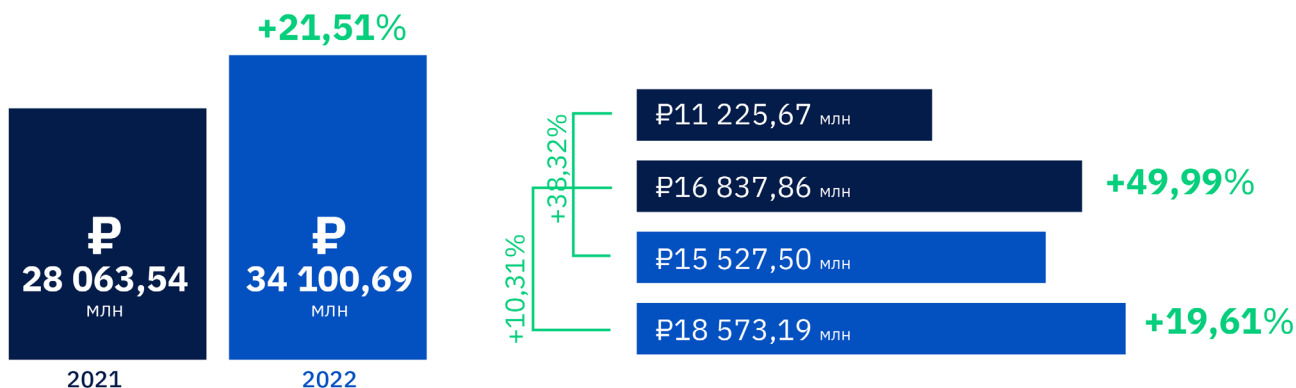 +21,51%
₽
28 063,54
млн
2021
₽
34 100,69
млн
2022
+38,32%
+10,31%
₽11 225,67 млн
₽16 837,86 млн
+49,99%
₽15 527,50 млн
₽18 573,19 млн
+19,61%